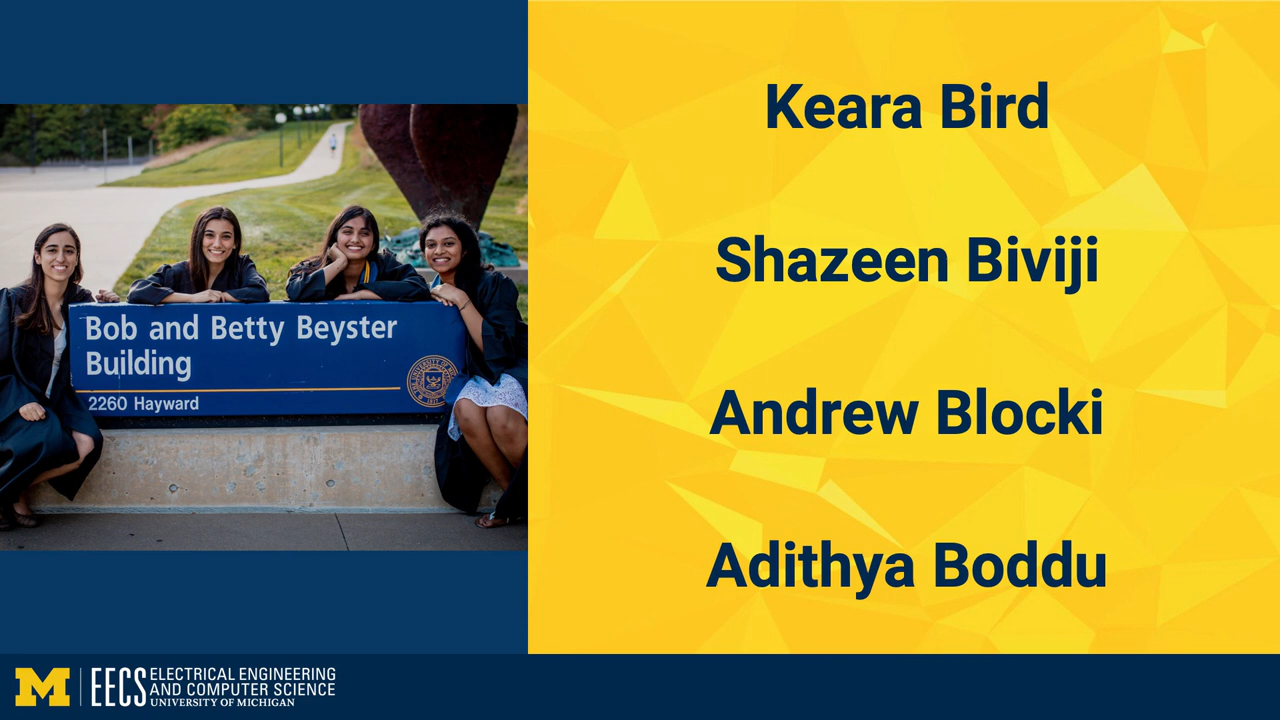 Bob and Betty Beyster
Building
2260 Hayward
Keara Bird
Shazeen Biviji
Andrew Blocki
Adithya Boddu
M
EECS
ELECTRICAL ENGINEERING
AND COMPUTER SCIENCE
UNIVERSITY OF MICHIGAN